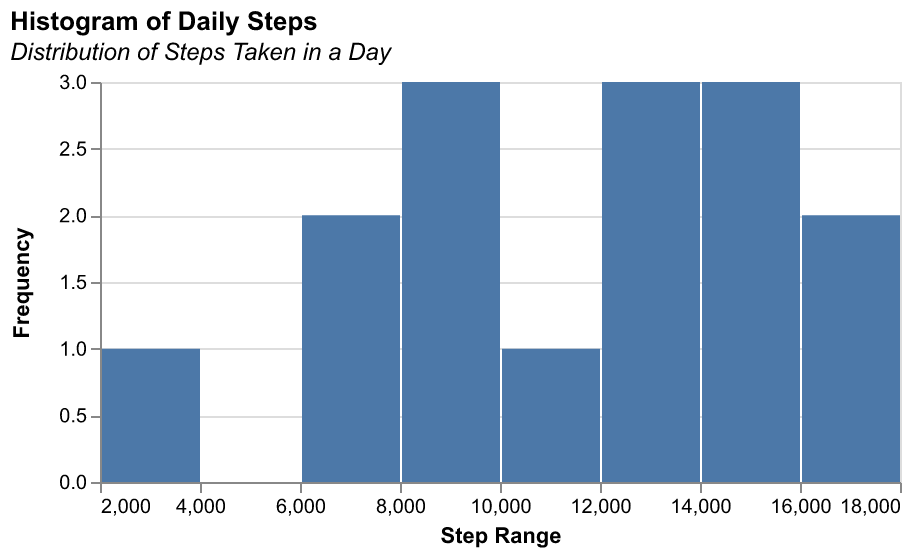 Histogram of Daily Steps
Distribution of Steps Taken in a Day
3.0
2.5
2.0
1.5
1.0
0.5
0.0
Frequency
2,000 4,000 6,000 8,000 10,000 12,000 14,000 16,000 18,000
Step Range